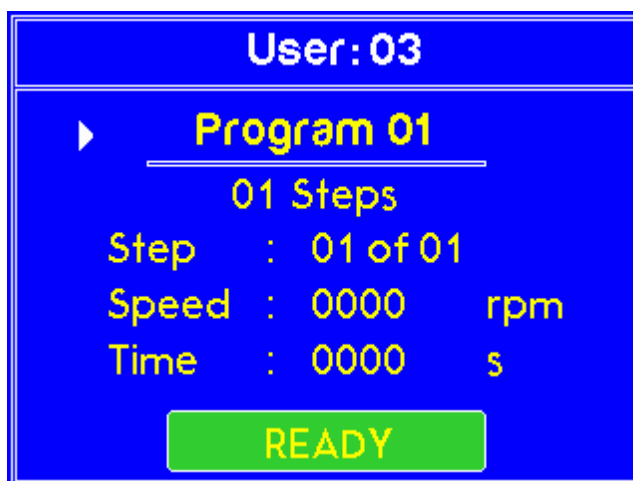 User:03
Program 01
01 Steps
Step : 01 of 01
Speed : 0000 rpm
Time : 0000 s
READY